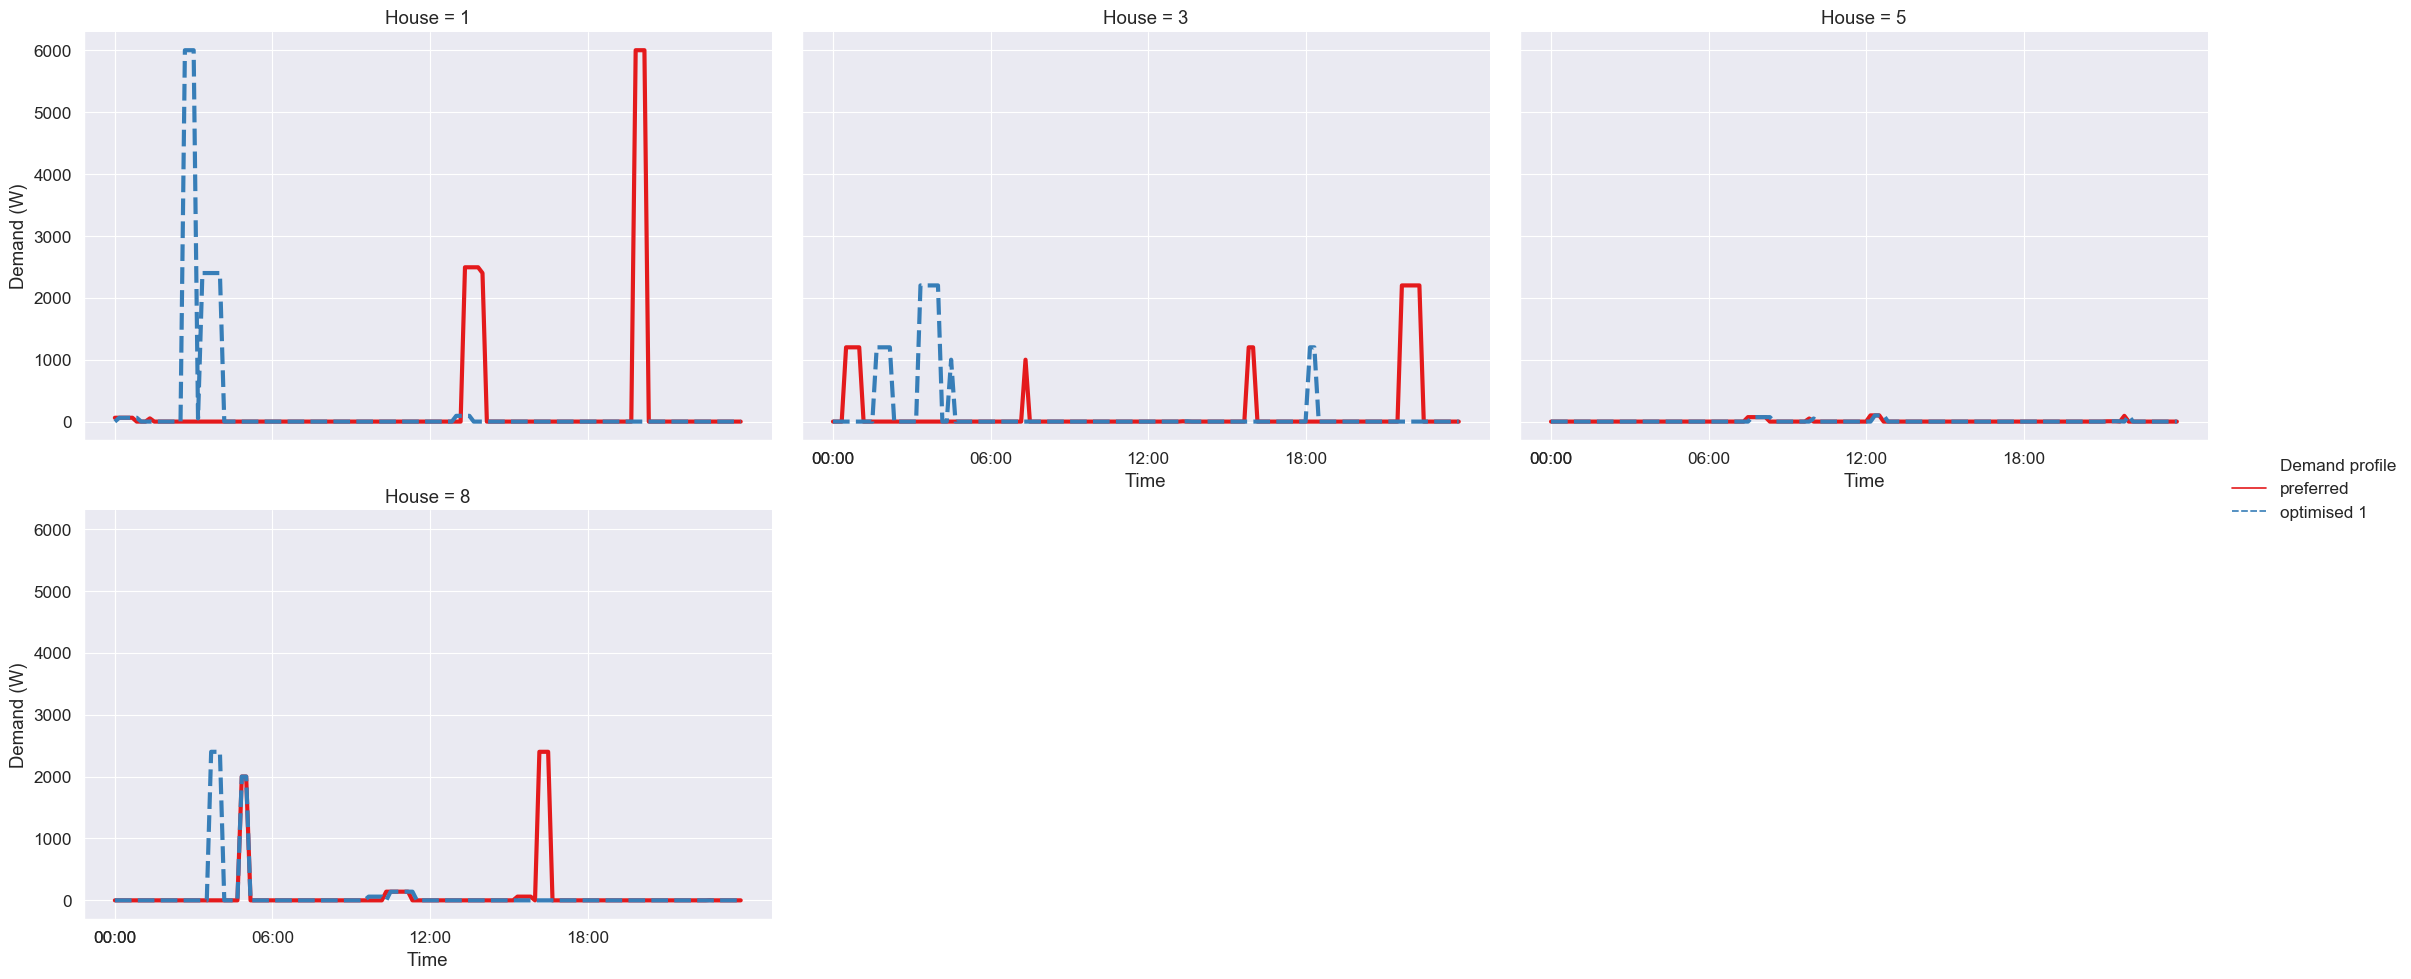 House = 1
House = 3
House = 5
6000
5000
4000
3000
2000
1000
0
Demand (W)
00:00
06:00
12:00
18:00
Time
00:00
06:00
12:00
18:00
Time
Demand profile
preferred
optimised 1
House = 8
6000
5000
4000
3000
2000
1000
0
Demand (W)
00:00
06:00
12:00
18:00
Time